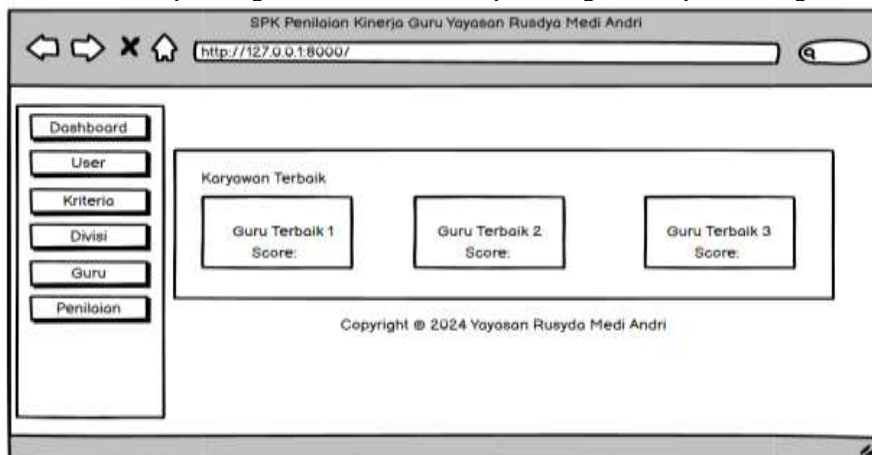 SPK Penilaian Kinerja Guru Yayasan Rusdya Medi Andri
http://127.0.0.1:8000/
Dashboard
User
Kriteria
Divisi
Guru
Penilaian
Karyawan Terbaik
Guru Terbaik 1
Score:
Guru Terbaik 2
Score:
Guru Terbaik 3
Score:
Copyright © 2024 Yayasan Rusyda Medi Andri